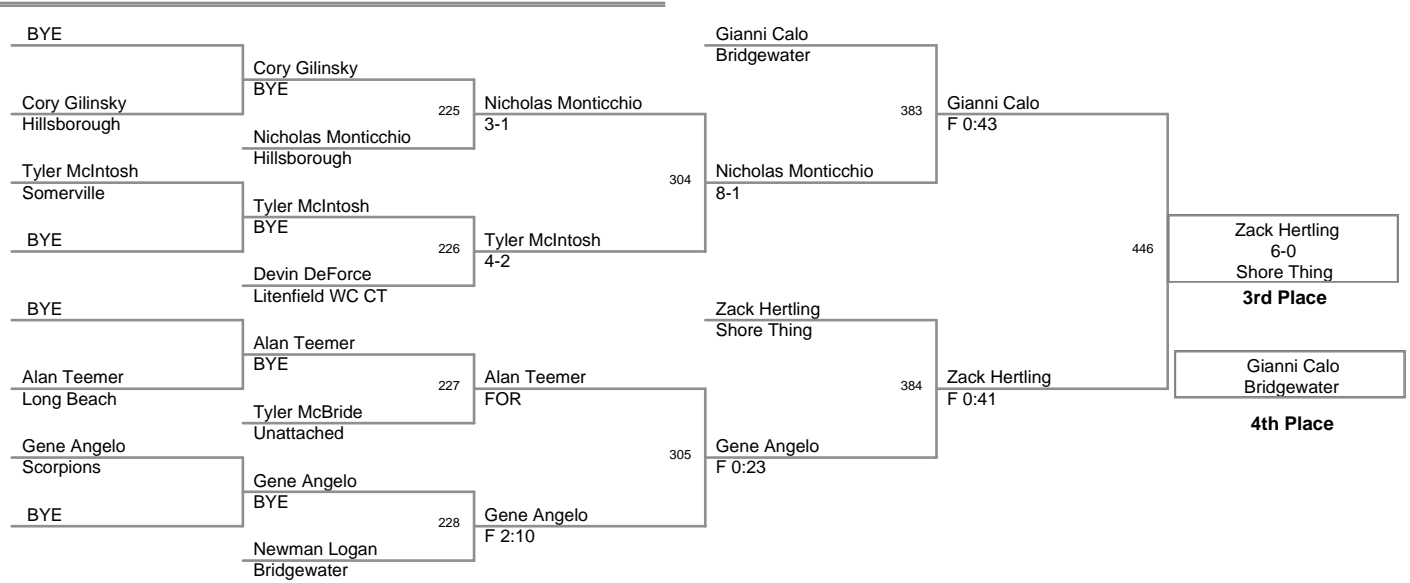 BYE
Cory Gilinsky
Hillsborough
Tyler McIntosh
Somerville
BYE
BYE
Alan Teemer
Long Beach
Gene Angelo
Scorpions
BYE
Cory Gilinsky
BYE
225
Nicholas Monticchio
Hillsborough
Tyler McIntosh
BYE
226
Devin DeForce
Litenfield WC CT
Alan Teemer
BYE
227
Tyler McBride
Unattached
Gene Angelo
BYE
228
Newman Logan
Bridgewater
Nicholas Monticchio
3-1
304
Tyler McIntosh
4-2
Alan Teemer
FOR
305
Gene Angelo
F 2:10
Gianni Calo
Bridgewater
383
Nicholas Monticchio
8-1
Zack Hertling
Shore Thing
384
Gene Angelo
F 0:23
Gianni Calo
F 0:43
446
Zack Hertling
F 0:41
Zack Hertling
6-0
Shore Thing
3rd Place
Gianni Calo
Bridgewater
4th Place